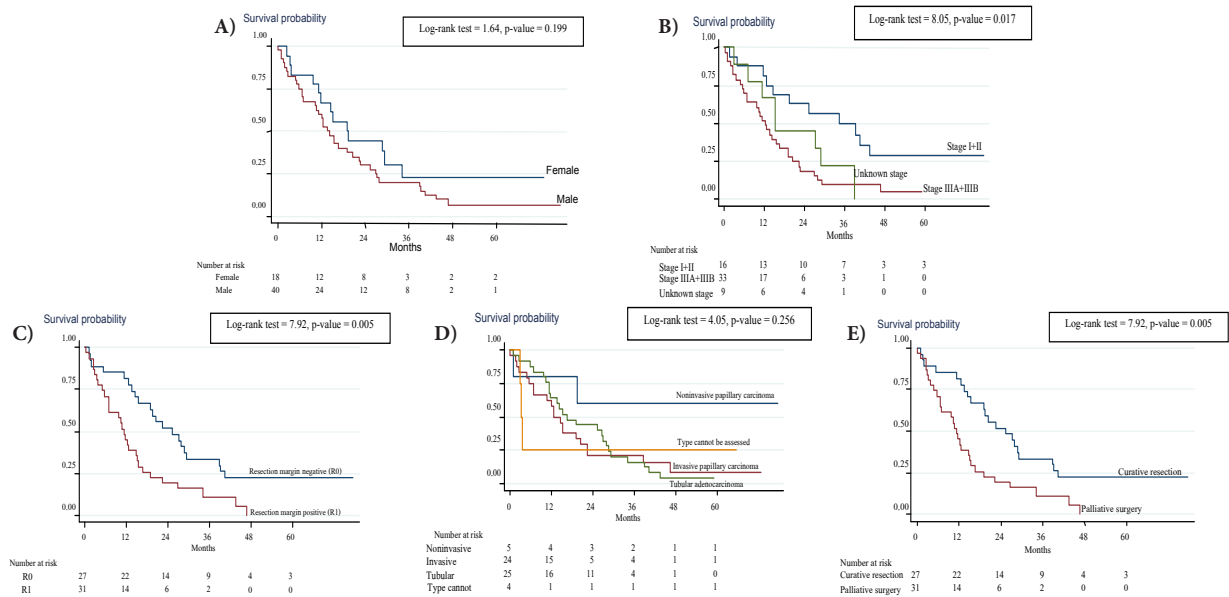 A)
Survival probability
Log-rank test = 1.64, p-value = 0.199
1.00
0.75
0.50
0.25
0.00
Female
Male
0 12 24 36 48 60
Months
Number at risk
Female 18 12 8 3 2 2
Male 40 24 12 8 2 1
B)
Survival probability
Log-rank test = 8.05, p-value = 0.017
1.00
0.75
0.50
0.25
0.00
Stage I+II
Unknown stage
Stage IIIA+IIIB
0 12 24 36 48 60
Months
Number at risk
Stage I+II 16 13 10 7 3 3
Stage IIIA+IIIB 33 17 6 3 1 0
Unknown stage 9 6 4 1 0 0
C)
Survival probability
Log-rank test = 7.92, p-value = 0.005
1.00
0.75
0.50
0.25
0.00
Resection margin negative (R0)
Resection margin positive (R1)
0 12 24 36 48 60
Months
Number at risk
R0 27 22 14 9 4 3
R1 31 14 6 2 0 0
D)
Survival probability
Log-rank test = 4.05, p-value = 0.256
1.00
0.75
0.50
0.25
0.00
Noninvasive papillary carcinoma
Type cannot be assessed
Invasive papillary carcinoma
Tubular adenocarcinoma
0 12 24 36 48 60
Months
Number at risk
Noninvasive 5 4 3 2 1 1
Invasive 24 15 5 4 1 1
Tubular 25 16 11 4 1 0
Type cannot 4 1 1 1 1 1
E)
Survival probability
Log-rank test = 7.92, p-value = 0.005
1.00
0.75
0.50
0.25
0.00
Curative resection
Palliative surgery
0 12 24 36 48 60
Months
Number at risk
Curative resection 27 22 14 9 4 3
Palliative surgery 31 14 6 2 0 0